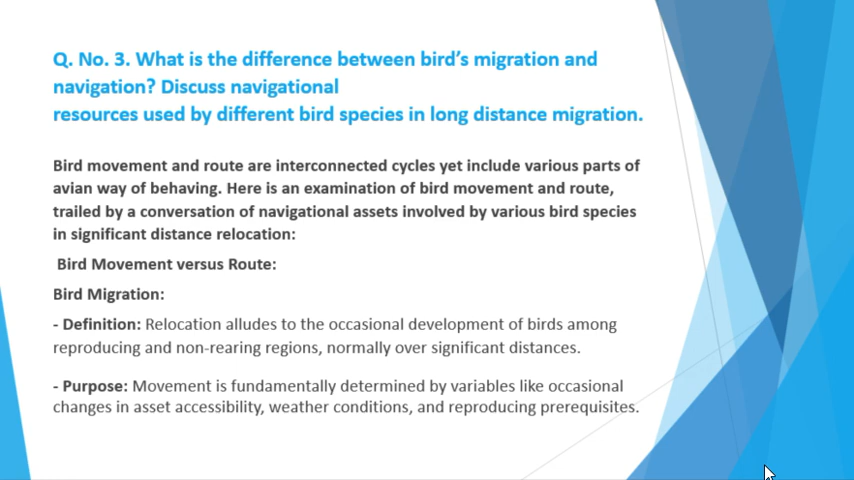 Q. No. 3. What is the difference between bird's migration and
navigation? Discuss navigational
resources used by different bird species in long distance migration.
Bird movement and route are interconnected cycles yet include various parts of
avian way of behaving. Here is an examination of bird movement and route,
trailed by a conversation of navigational assets involved by various bird species
in significant distance relocation:
Bird Movement versus Route:
Bird Migration:
- Definition: Relocation alludes to the occasional development of birds among
reproducing and non-rearing regions, normally over significant distances.
- Purpose: Movement is fundamentally determined by variables like occasional
changes in asset accessibility, weather conditions, and reproducing prerequisites.